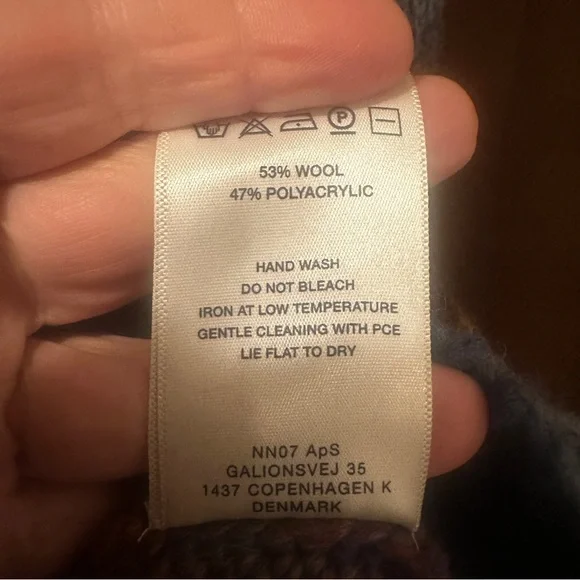 P
53% WOOL
47% POLYACRYLIC
HAND WASH
DO NOT BLEACH
IRON AT LOW TEMPERATURE
GENTLE CLEANING WITH PCE
LIE FLAT TO DRY
NN07 ApS
GALIONSVEJ 35
1437 COPENHAGEN K
DENMARK